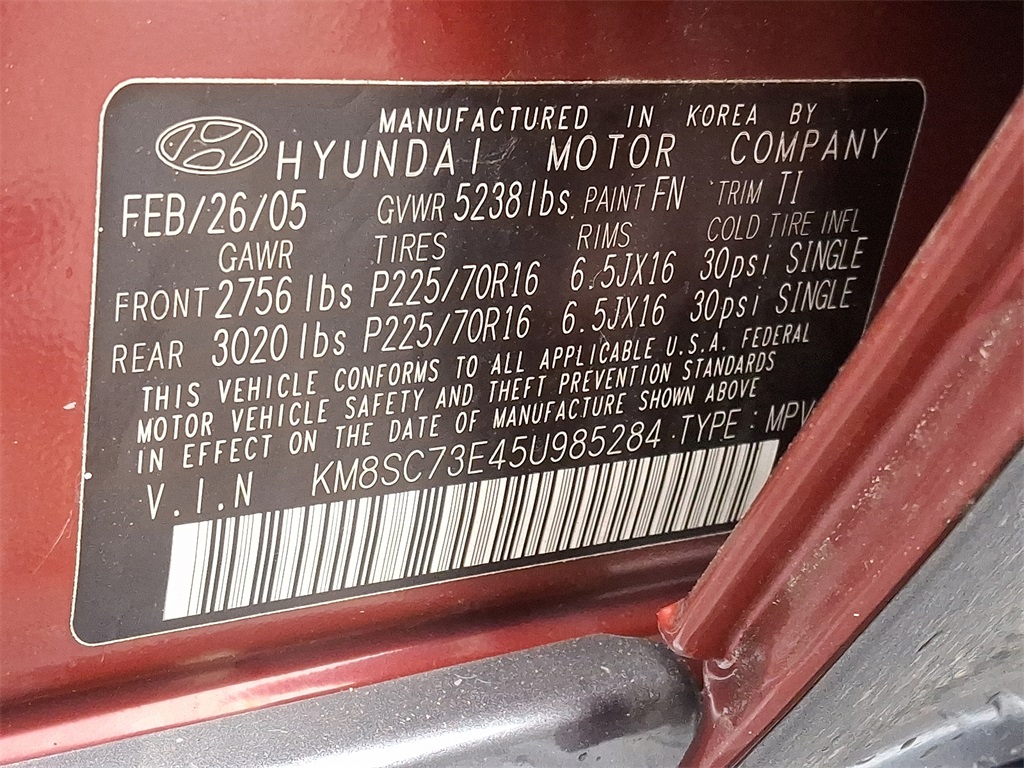 MANUFACTURED IN KOREA BY
HYUNDAI MOTOR COMPANY
FEB/26/05 GVWR 5238lbs. PAINT FN TRIM TI
GAWR TIRES RIMS COLD TIRE INFL
FRONT 2756 lbs P225/70R16 6.5JX16 30psi SINGLE
REAR 3020 lbs P225/70R16 6.5JX16 30psi SINGLE
THIS VEHICLE CONFORMS TO ALL APPLICABLE U.S.A. FEDERAL
MOTOR VEHICLE SAFETY AND THEFT PREVENTION STANDARDS
IN EFFECT ON THE DATE OF MANUFACTURE SHOWN ABOVE
V.I.N KM8SC73E45U985284 TYPE : MPV